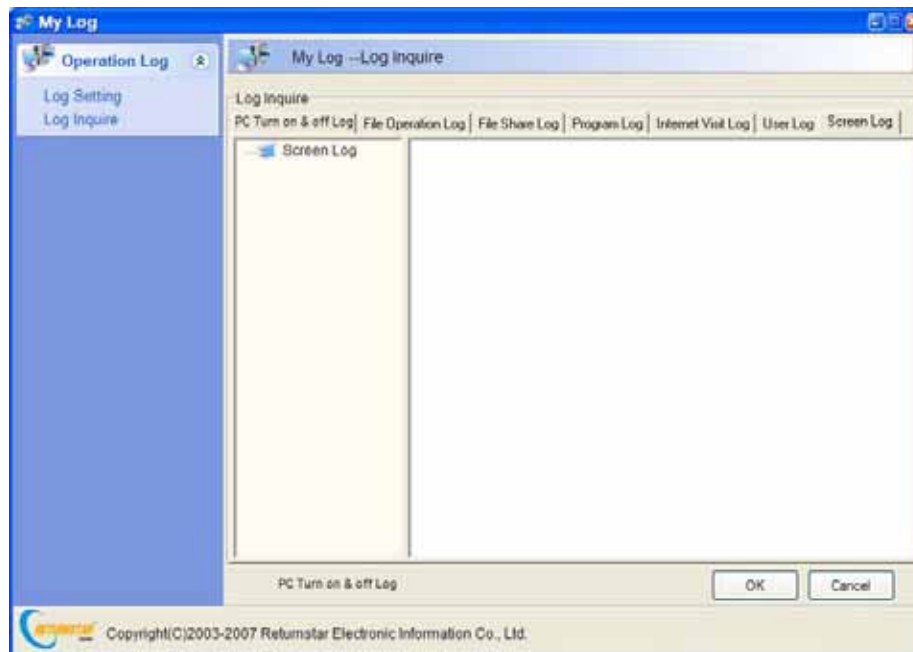 My Log
Operation Log
Log Setting
Log Inquire
My Log --Log Inquire
Log Inquire
PC Turn on & off Log File Operation Log File Share Log Program Log Internet Visit Log User Log Screen Log
Screen Log
PC Turn on & off Log
OK Cancel
Copyright(C)2003-2007 Returnstar Electronic Information Co., Ltd.